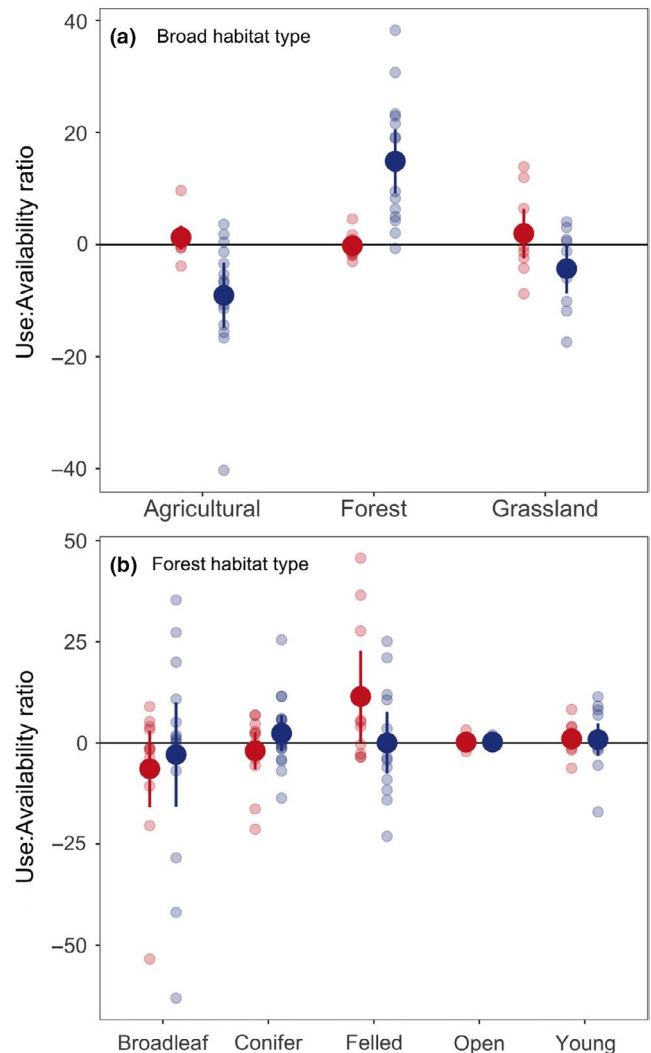 (a) Broad habitat type
40
20
0
−20
−40
Use:Availability ratio
Agricultural Forest Grassland
(b) Forest habitat type
50
25
0
−25
−50
Use:Availability ratio
Broadleaf Conifer Felled Open Young